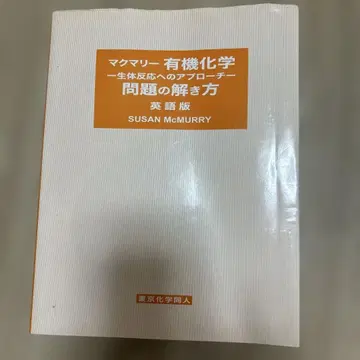 マクマリー 有機化学
―生体反応へのアプローチ―
問題の解き方
英語版
SUSAN McMURRY
東京化学同人